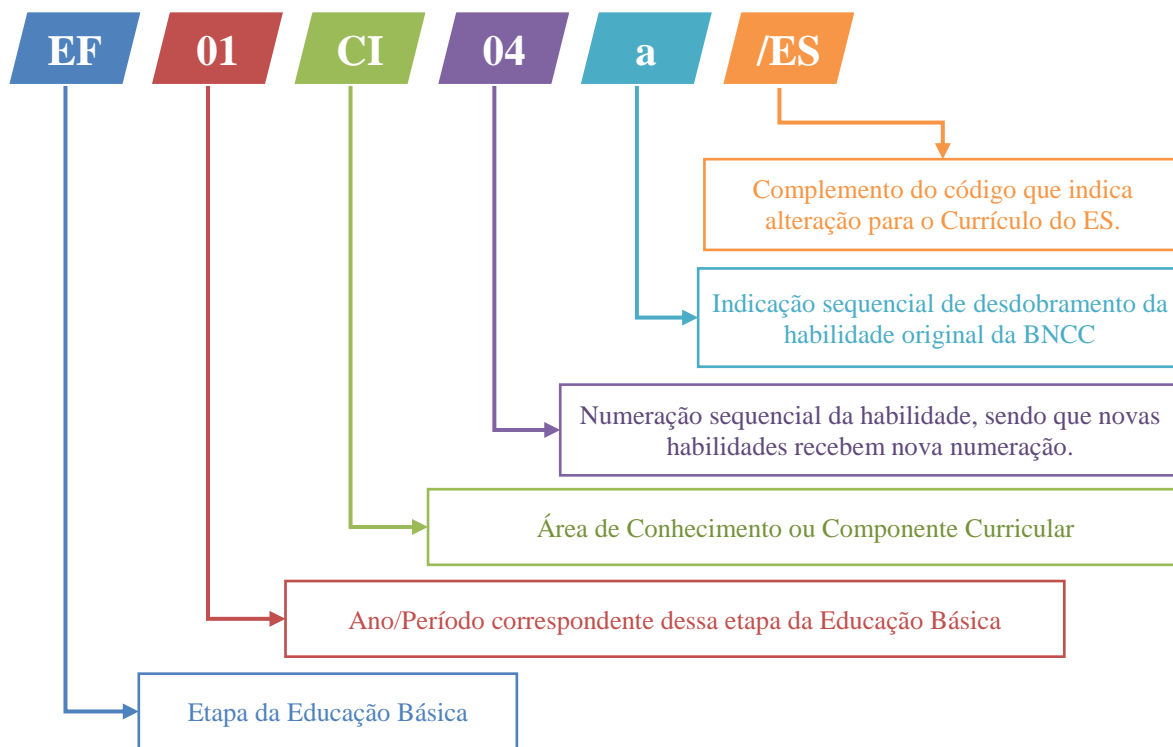 EF 01 CI 04 a /ES
Complemento do código que indica
alteração para o Currículo do ES.
Indicação sequencial de desdobramento da
habilidade original da BNCC
Numeração sequencial da habilidade, sendo que novas
habilidades recebem nova numeração.
Área de Conhecimento ou Componente Curricular
Ano/Período correspondente dessa etapa da Educação Básica
Etapa da Educação Básica